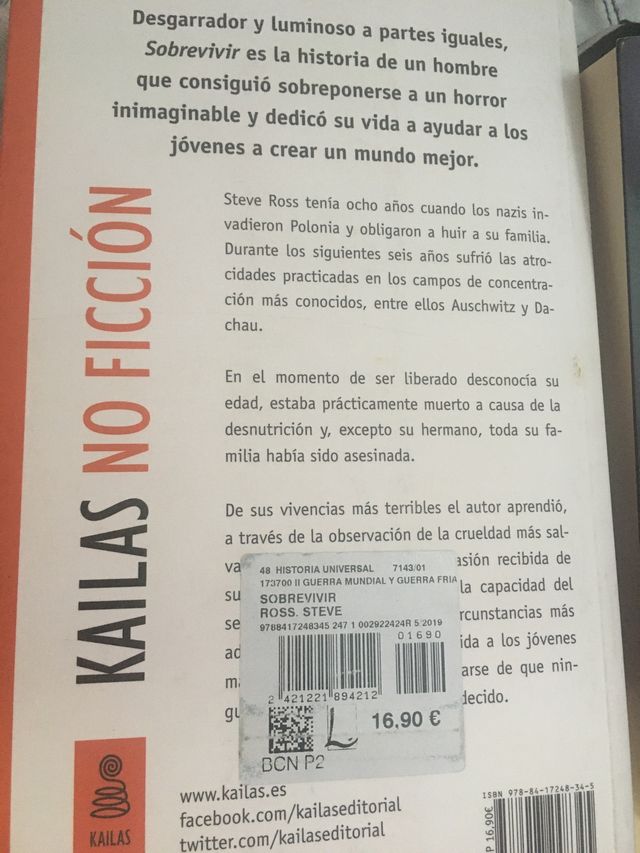 Desgarrador y luminoso a partes iguales,
Sobrevivir es la historia de un hombre
que consiguió sobreponerse a un horror
inimaginable y dedicó su vida a ayudar a los
jóvenes a crear un mundo mejor.
Steve Ross tenía ocho años cuando los nazis in-
vadieron Polonia y obligaron a huir a su familia.
Durante los siguientes seis años sufrió las atro-
cidades practicadas en los campos de concentra-
ción más conocidos, entre ellos Auschwitz y Da-
chau.
En el momento de ser liberado desconocía su
edad, estaba prácticamente muerto a causa de la
desnutrición y, excepto su hermano, toda su fa-
milia había sido asesinada.
De sus vivencias más terribles el autor aprendió,
a través de la observación de la crueldad más sal-
va asión recibida de
su la capacidad del
se rcunstancias más
ad ida a los jóvenes
m arse de que nin-
gu decido.
48 HISTORIA UNIVERSAL 7143/01
173700 II GUERRA MUNDIAL Y GUERRA FRIA
SOBREVIVIR
ROSS. STEVE
9788417248345 247 1 002922424R 5/2019
01690
2 421221 894212
16,90 €
BCN P2
KAILAS NO FICCIÓN
KAILAS
www.kailas.es
facebook.com/kailaseditorial
twitter.com/kailaseditorial
ISBN 978-84-17248-34-5
P 16,90€